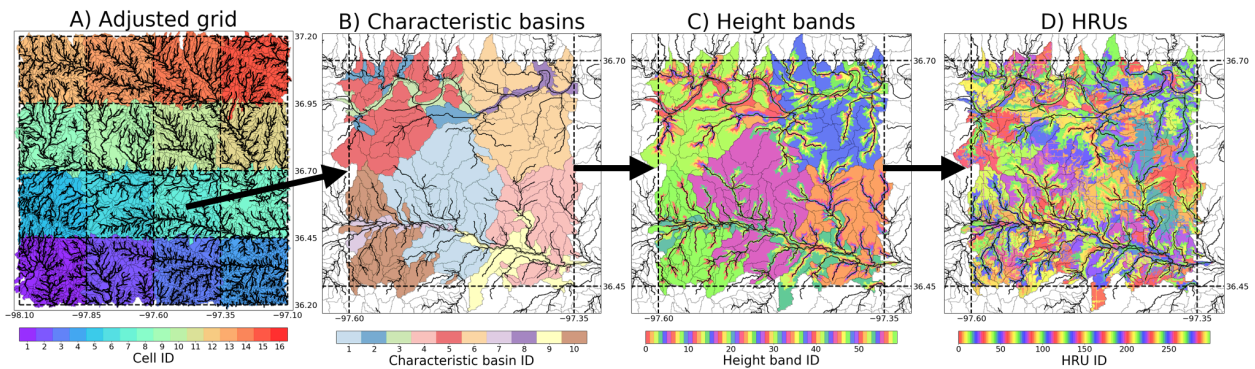 A) Adjusted grid
37.20
36.95
36.70
36.45
36.20
−98.10 −97.85 −97.60 −97.35 −97.10
1 2 3 4 5 6 7 8 9 10 11 12 13 14 15 16
Cell ID
B) Characteristic basins
36.70
36.45
−97.60 −97.35
1 2 3 4 5 6 7 8 9 10
Characteristic basin ID
C) Height bands
36.70
36.45
−97.60 −97.35
0 10 20 30 40 50
Height band ID
D) HRUs
36.70
36.45
−97.60 −97.35
0 50 100 150 200 250
HRU ID